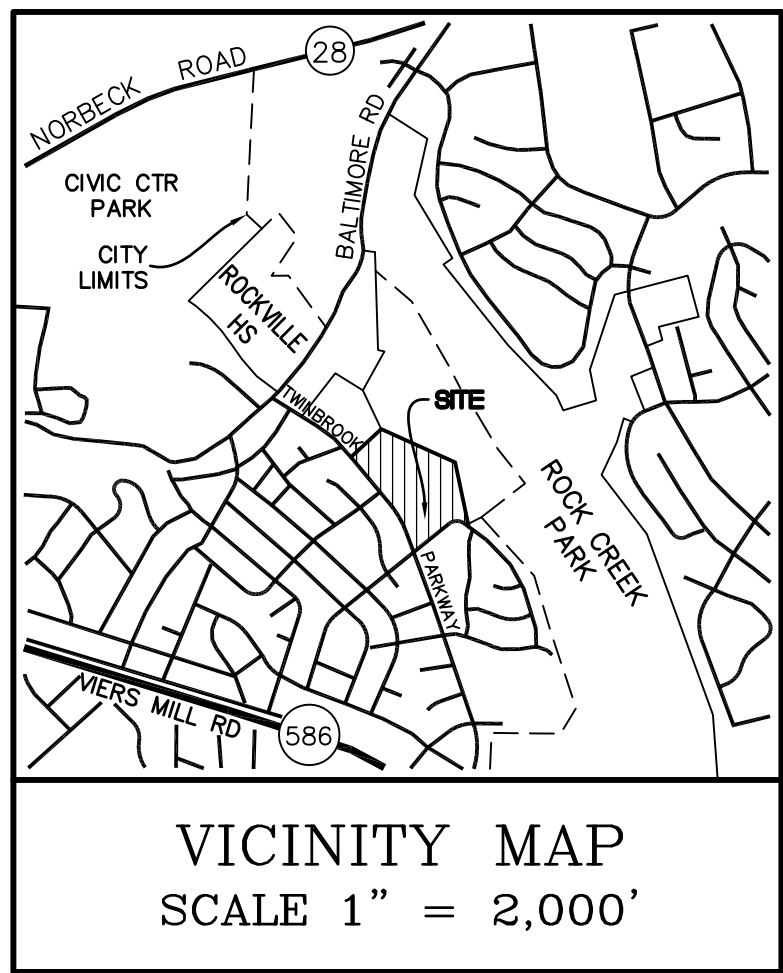 NORBECK ROAD
28
BALTIMORE RD
CIVIC CTR
PARK
CITY
LIMITS
ROCKVILLE
HS
TWINBROOK
SITE
ROCK CREEK
PARK
PARKWAY
VIERS MILL RD
586
VICINITY MAP
SCALE 1" = 2,000'